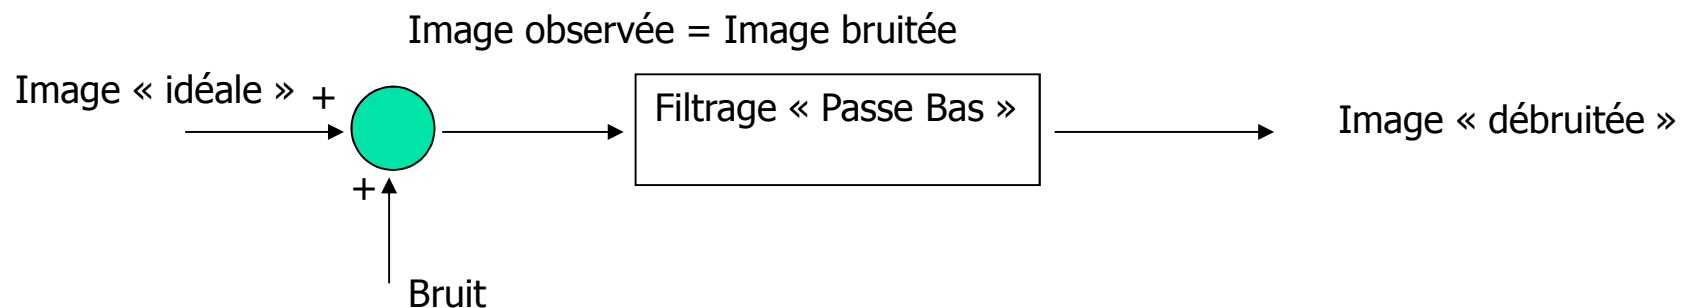 Image observée = Image bruitée
Image « idéale » +
Filtrage « Passe Bas »
Image « débruitée »
+
Bruit